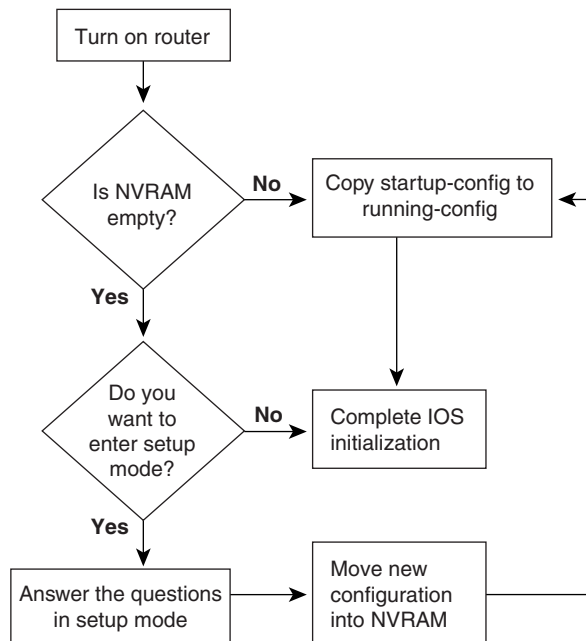 Turn on router
Is NVRAM
empty?
No
Copy startup-config to
running-config
Yes
Do you
want to
enter setup
mode?
No
Complete IOS
initialization
Yes
Answer the questions
in setup mode
Move new
configuration
into NVRAM